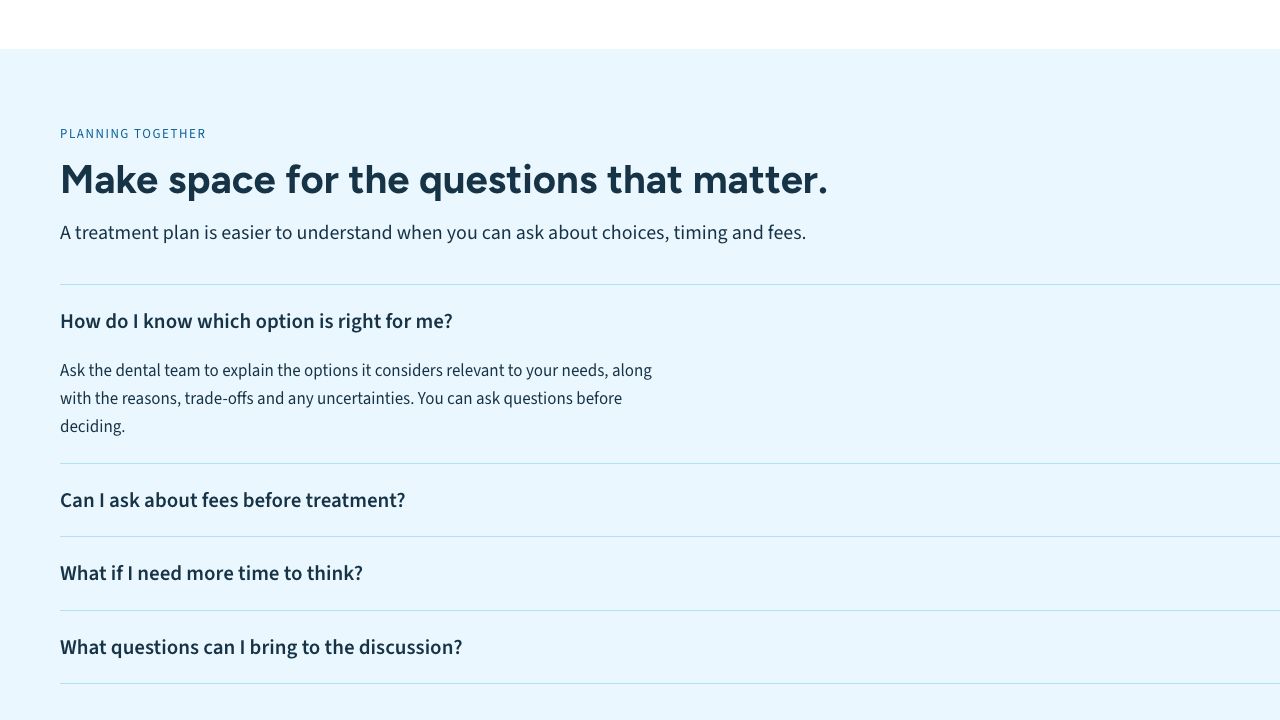 PLANNING TOGETHER
Make space for the questions that matter.
A treatment plan is easier to understand when you can ask about choices, timing and fees.
How do I know which option is right for me?
Ask the dental team to explain the options it considers relevant to your needs, along
with the reasons, trade-offs and any uncertainties. You can ask questions before
deciding.
Can I ask about fees before treatment?
What if I need more time to think?
What questions can I bring to the discussion?